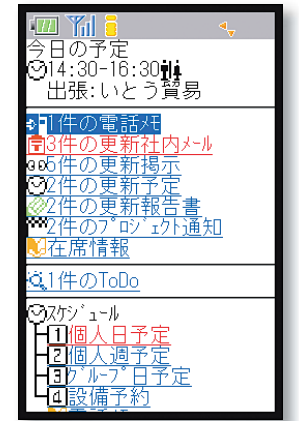 今日の予定
14:30-16:30
出張:いとう貿易
1件の電話ﾒﾓ
3件の更新社内ﾒｰﾙ
5件の更新掲示
2件の更新予定
2件の更新報告書
2件のﾌﾟﾛｼﾞｪｸﾄ通知
在席情報
1件のToDo
ｽｹｼﾞｭｰﾙ
1個人日予定
2個人週予定
3ｸﾞﾙｰﾌﾟ日予定
4設備予約